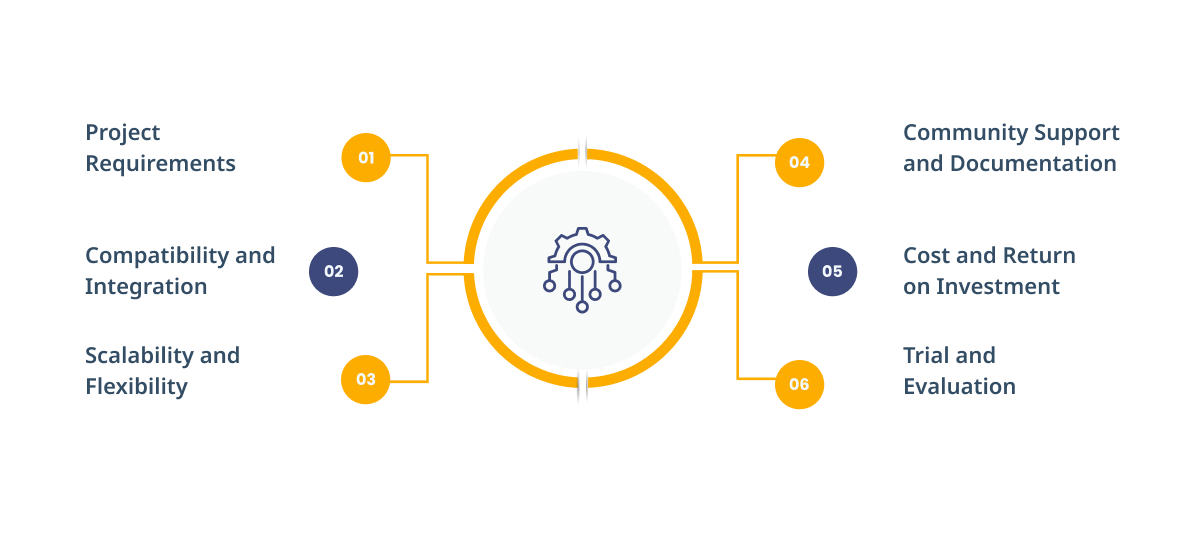 Project
Requirements
01
Compatibility and
Integration
02
Scalability and
Flexibility
03
04
Community Support
and Documentation
05
Cost and Return
on Investment
06
Trial and
Evaluation